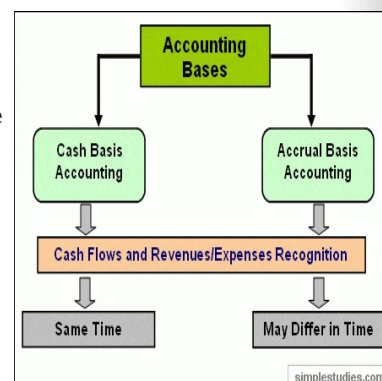 Accounting
Bases
e
Cash Basis
Accounting
Accrual Basis
Accounting
Cash Flows and Revenues/Expenses Recognition
Same Time
May Differ in Time
simplestudies.com